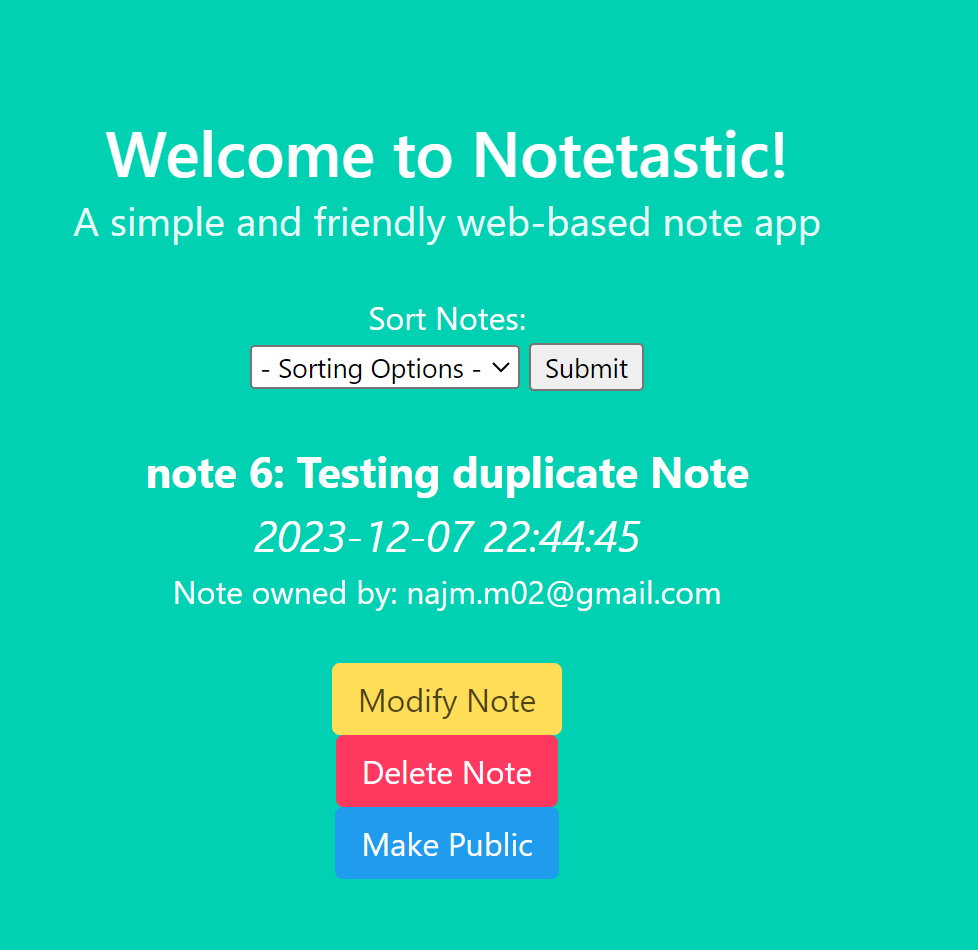 Welcome to Notetastic!
A simple and friendly web-based note app
Sort Notes:
- Sorting Options - Submit
note 6: Testing duplicate Note
2023-12-07 22:44:45
Note owned by: najm.m02@gmail.com
Modify Note
Delete Note
Make Public